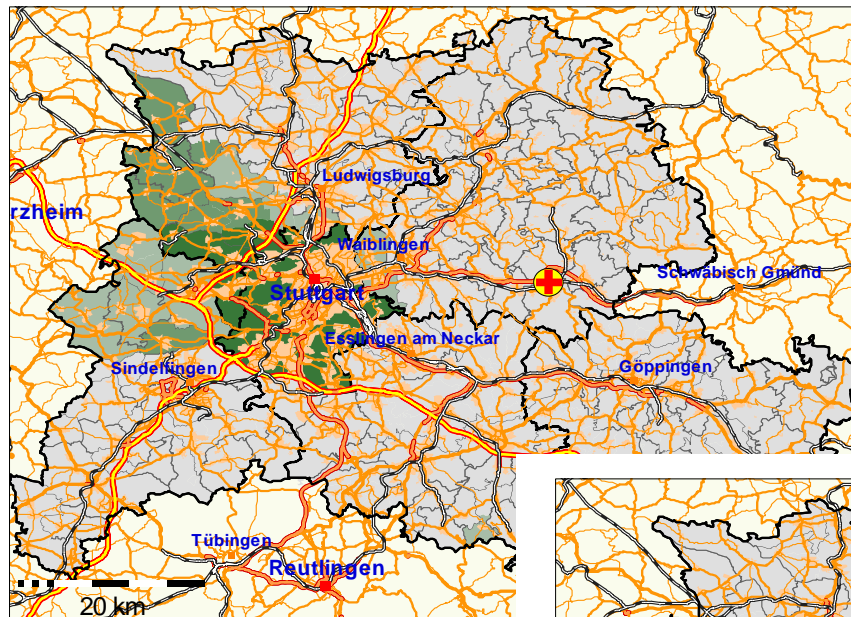 Ludwigsburg
rzheim
Waiblingen
Schwäbisch Gmünd
Stuttgart
Esslingen am Neckar
Sindelfingen
Göppingen
Tübingen
Reutlingen
20 km